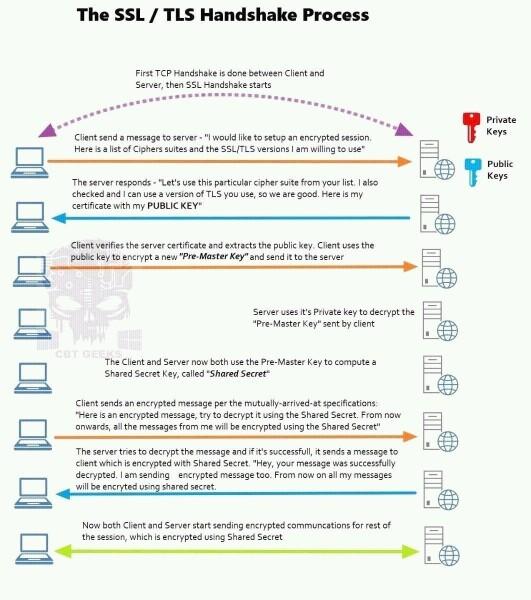 The SSL / TLS Handshake Process
First TCP Handshake is done between Client and
Server, then SSL Handshake starts
Private
Keys
Public
Keys
Client send a message to server - "I would like to setup an encrypted session.
Here is a list of Ciphers suites and the SSL/TLS versions I am willing to use"
The server responds - "Let's use this particular cipher suite from your list. I also
checked and I can use a version of TLS you use, so we are good. Here is my
certificate with my PUBLIC KEY"
Client verifies the server certificate and extracts the public key. Client uses the
public key to encrypt a new "Pre-Master Key" and send it to the server
Server uses it's Private key to decrypt the
"Pre-Master Key" sent by client
CBT GEEKS
The Client and Server now both use the Pre-Master Key to compute a
Shared Secret Key, called "Shared Secret"
Client sends an encrypted message per the mutually-arrived-at specifications:
"Here is an encrypted message, try to decrypt it using the Shared Secret. From now
onwards, all the messages from me will be encrypted using the Shared Secret"
The server tries to decrypt the message and if it's successful, it sends a message to
client which is encrypted with Shared Secret. "Hey, your message was successfully
decrypted. I am sending encrypted message too. From now on all my messages
will be encryted using shared secret.
Now both Client and Server start sending encrypted communcations for rest of
the session, which is encrypted using Shared Secret